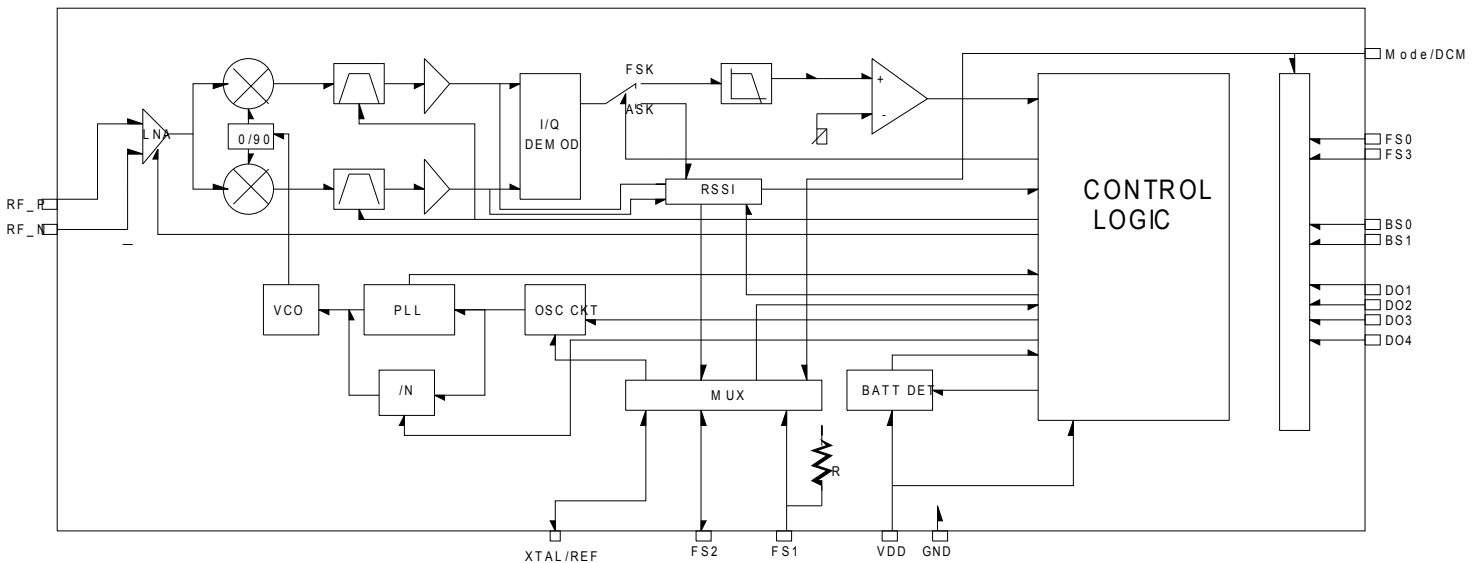 Mode/DCM
FSK
+
ASK
-
LNA
0/90
I/Q
DEMOD
FS0
FS3
RSSI
CONTROL
LOGIC
RF_P
RF_N
BS0
BS1
VCO
PLL
OSC CKT
DO1
DO2
DO3
DO4
/N
MUX
BATT DET
R
XTAL/REF
FS2
FS1
VDD
GND